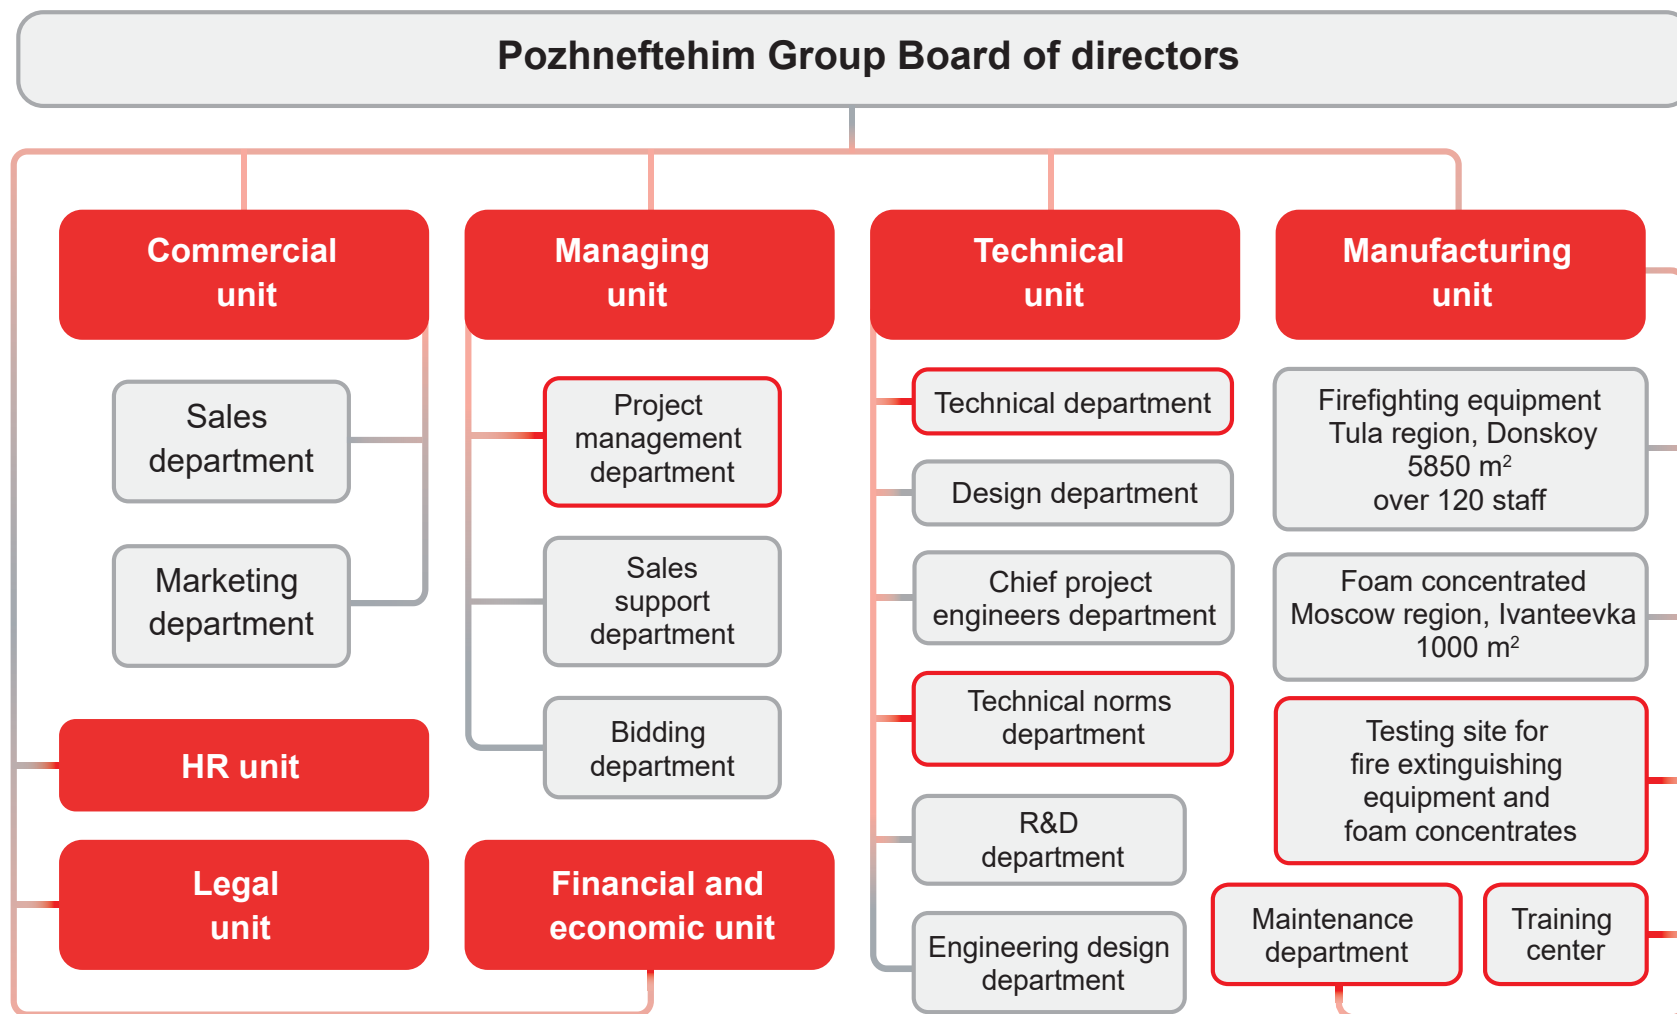 Pozhneftehim Group Board of directors
Commercial
unit
Managing
unit
Technical
unit
Manufacturing
unit
Sales
department
Marketing
department
HR unit
Legal
unit
Project
management
department
Sales
support
department
Bidding
department
Financial and
economic unit
Technical department
Design department
Chief project
engineers department
Technical norms
department
R&D
department
Engineering design
department
Firefighting equipment
Tula region, Donskoy
5850 m²
over 120 staff
Foam concentrated
Moscow region, Ivanteevka
1000 m²
Testing site for
fire extinguishing
equipment and
foam concentrates
Maintenance
department
Training
center